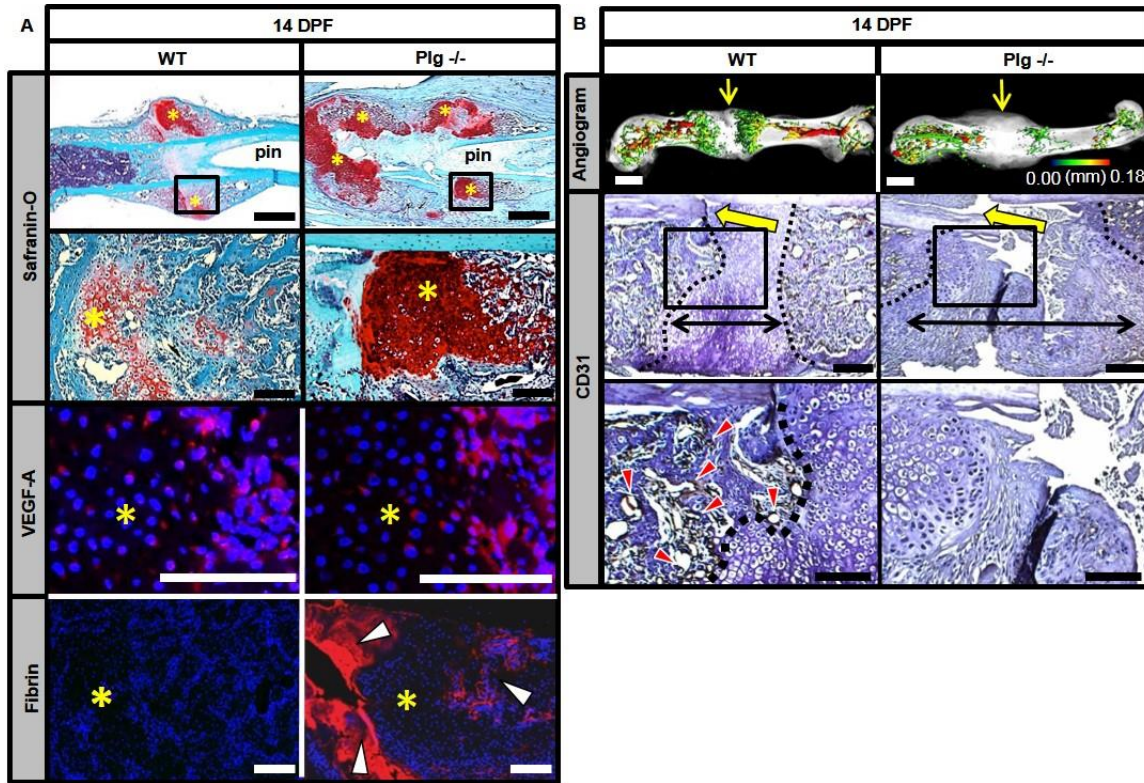 A
14 DPF
WT
Plg -/-
Safranin-O
pin
pin
VEGF-A
Fibrin
B
14 DPF
WT
Plg -/-
Angiogram
0.00 (mm) 0.18
CD31